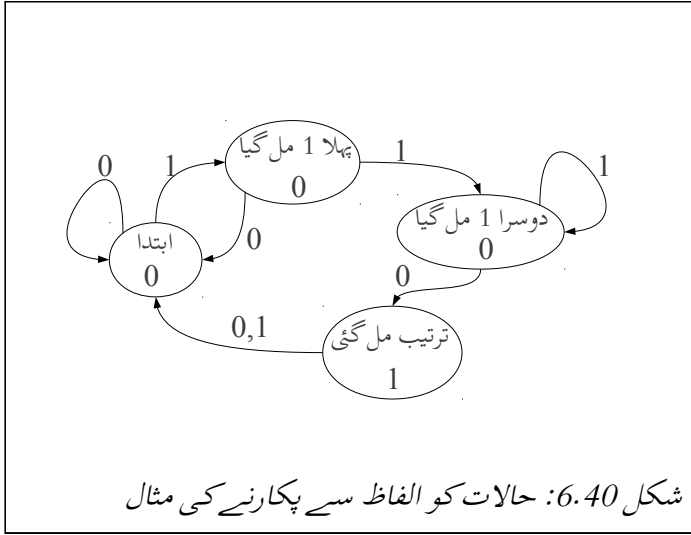 پہلا 1 مل گیا
0
1
1
0
0
1
دوسرا 1 مل گیا
0
ابتدا
0
0
0,1
ترتیب مل گئی
1
شکل 6.40: حالات کو الفاظ سے پکارنے کی مثال